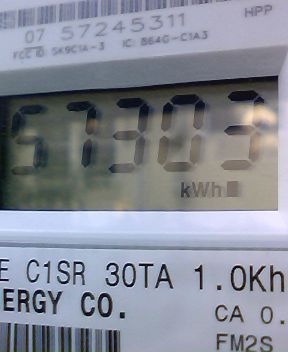 HPP
07 57245311
FCC ID: SK9C1A-3 IC: 864G-C1A3
57303
kWh
E C1SR 30TA 1.0Kh
ERGY CO.
CA 0.
FM2S